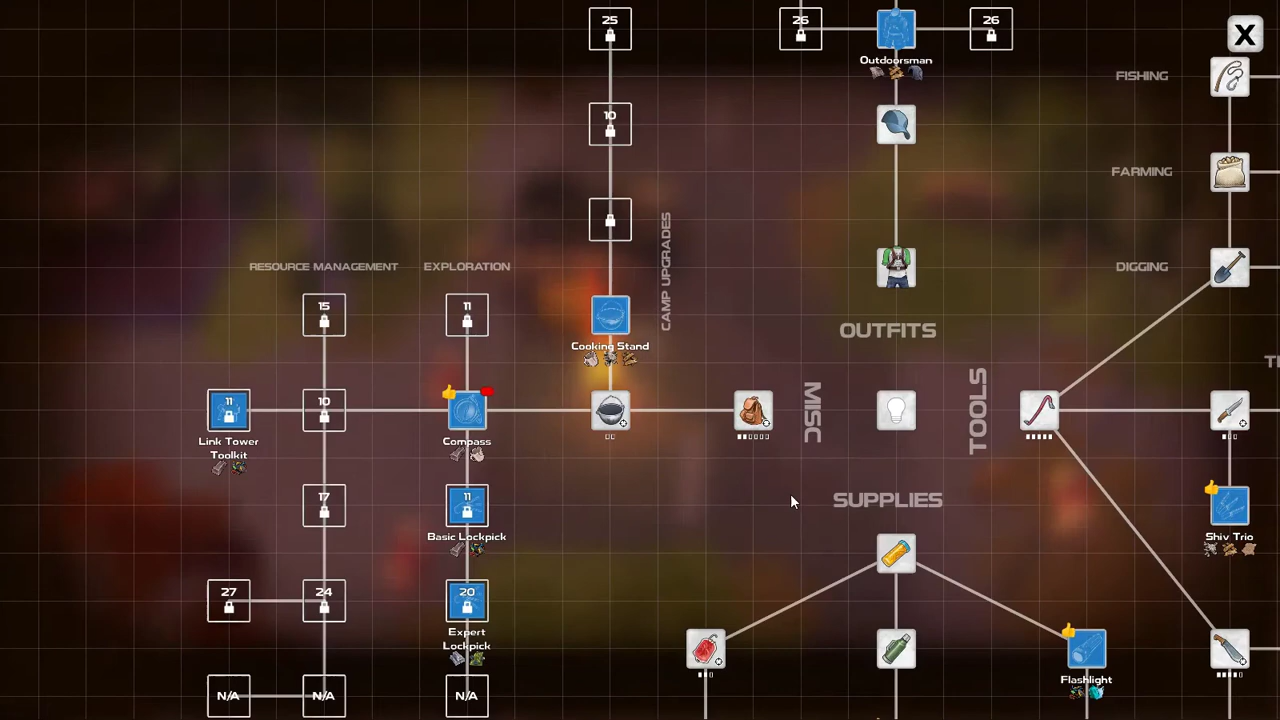 25
26
26
X
Outdoorsman
FISHING
10
FARMING
RESOURCE MANAGEMENT
EXPLORATION
CAMP UPGRADES
DIGGING
15
11
OUTFITS
Cooking Stand
11
10
MISC
TOOLS
Link Tower
Toolkit
Compass
17
11
SUPPLIES
Basic Lockpick
Shiv Trio
27
24
20
Expert
Lockpick
Flashlight
N/A
N/A
N/A